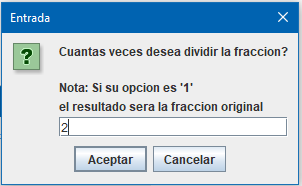 Entrada
Cuantas veces desea dividir la fraccion?
Nota: Si su opcion es '1'
el resultado sera la fraccion original
2
Aceptar
Cancelar